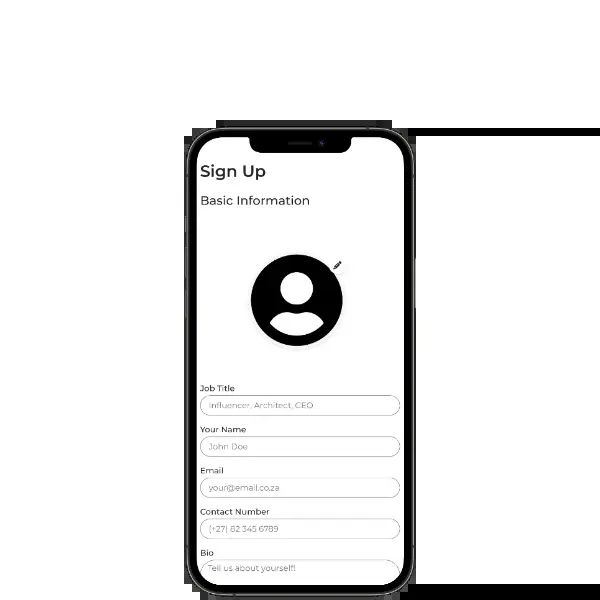 Sign Up
Basic Information
Job Title
Influencer, Architect, CEO
Your Name
John Doe
Email
your@email.co.za
Contact Number
(+27) 82 345 6789
Bio
Tell us about yourself!